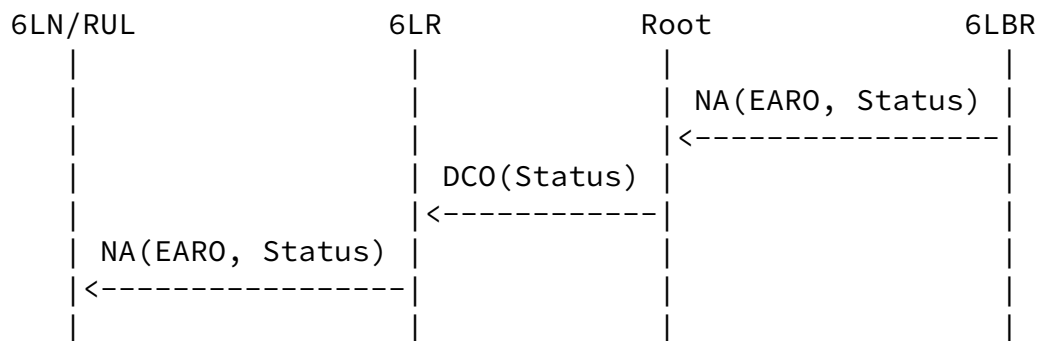 6LN/RUL 6LR Root 6LBR
NA(EARO, Status)
DCO(Status)
NA(EARO, Status)